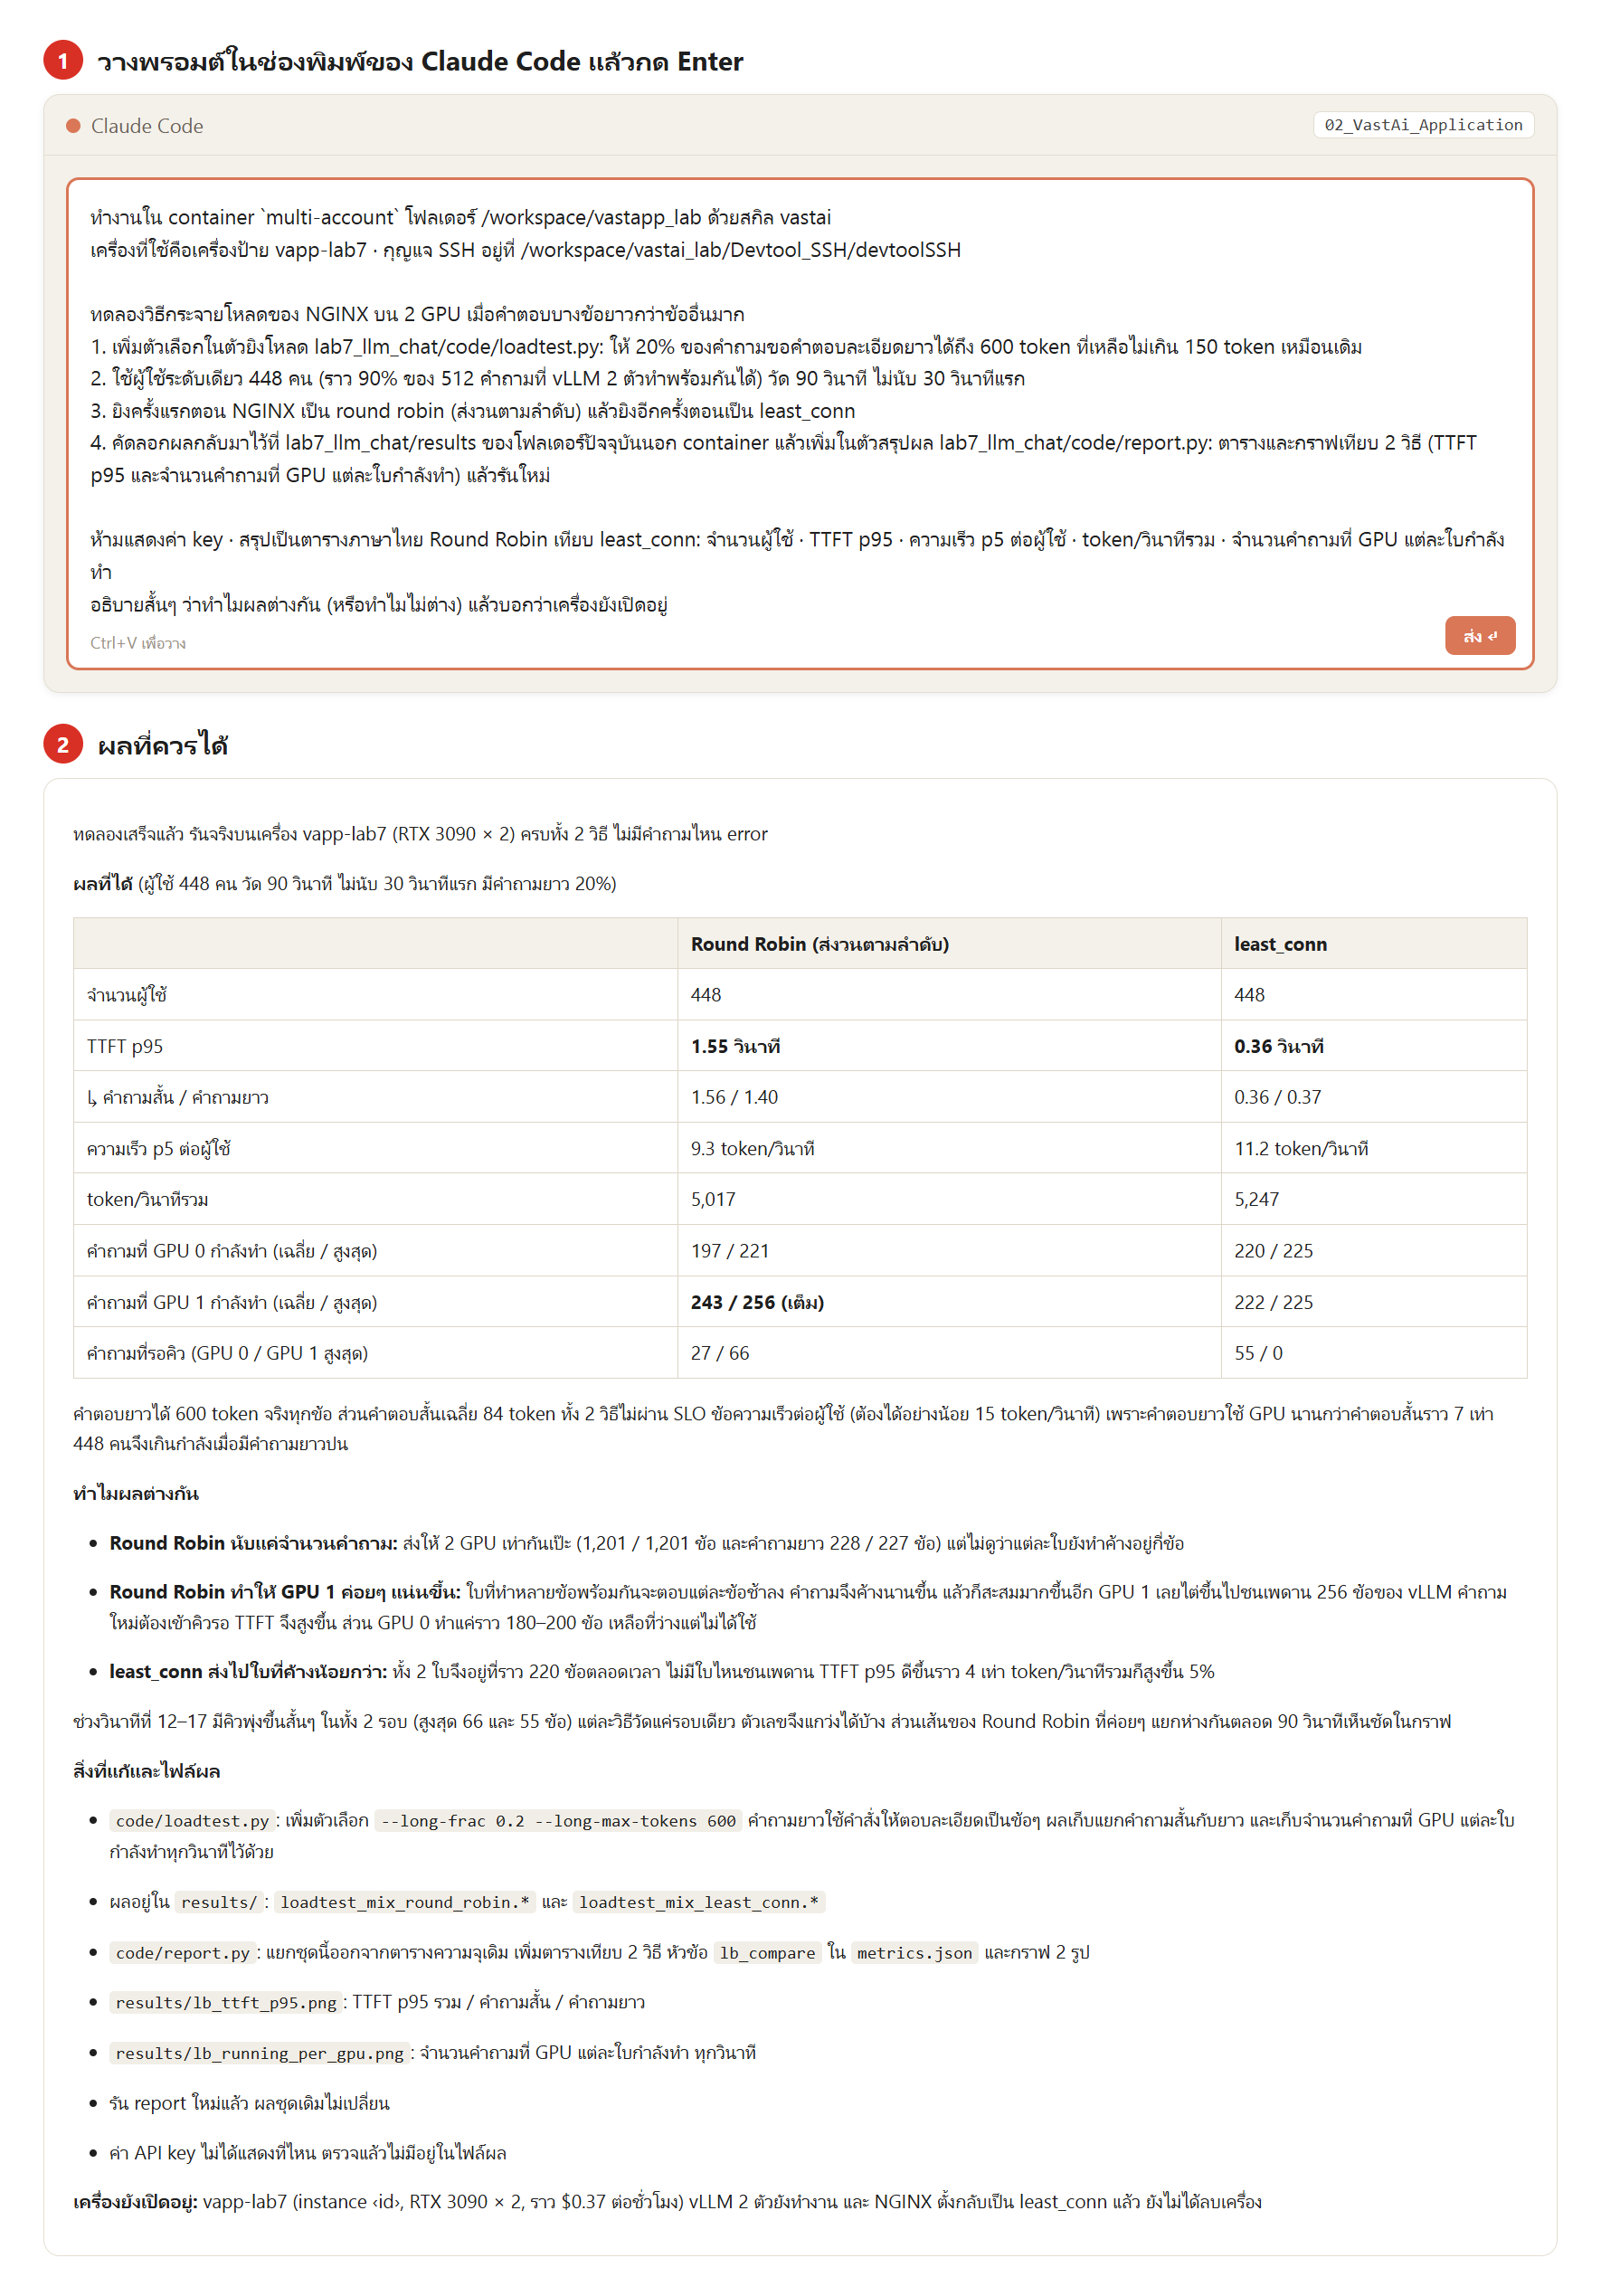 1 วางพรอมต์ในช่องพิมพ์ของ Claude Code แล้วกด Enter
Claude Code
02_VastAi_Application
ทำงานใน container `multi-account` โฟลเดอร์ /workspace/vastapp_lab ด้วยสกิล vastai
เครื่องที่ใช้คือเครื่องป้าย vapp-lab7 · กุญแจ SSH อยู่ที่ /workspace/vastai_lab/Devtool_SSH/devtoolSSH
ทดลองวิธีกระจายโหลดของ NGINX บน 2 GPU เมื่อคำตอบบางข้อยาวกว่าข้ออื่นมาก
1. เพิ่มตัวเลือกในตัวยิงโหลด lab7_llm_chat/code/loadtest.py: ให้ 20% ของคำถามขอคำตอบละเอียดยาวได้ถึง 600 token ที่เหลือไม่เกิน 150 token เหมือนเดิม
2. ใช้ผู้ใช้ระดับเดียว 448 คน (ราว 90% ของ 512 คำถามที่ vLLM 2 ตัวทำพร้อมกันได้) วัด 90 วินาที ไม่นับ 30 วินาทีแรก
3. ยิงครั้งแรกตอน NGINX เป็น round robin (ส่งวนตามลำดับ) แล้วยิงอีกครั้งตอนเป็น least_conn
4. คัดลอกผลกลับมาไว้ที่ lab7_llm_chat/results ของโฟลเดอร์ปัจจุบันนอก container แล้วเพิ่มในตัวสรุปผล lab7_llm_chat/code/report.py: ตารางและกราฟเทียบ 2 วิธี (TTFT
p95 และจำนวนคำถามที่ GPU แต่ละใบกำลังทำ) แล้วรันใหม่
ห้ามแสดงค่า key · สรุปเป็นตารางภาษาไทย Round Robin เทียบ least_conn: จำนวนผู้ใช้ · TTFT p95 · ความเร็ว p5 ต่อผู้ใช้ · token/วินาทีรวม · จำนวนคำถามที่ GPU แต่ละใบกำลัง
ทำ
อธิบายสั้นๆ ว่าทำไมผลต่างกัน (หรือทำไมไม่ต่าง) แล้วบอกว่าเครื่องยังเปิดอยู่
Ctrl+V เพื่อวาง
ส่ง ⏎
2 ผลที่ควรได้
ทดลองเสร็จแล้ว รันจริงบนเครื่อง vapp-lab7 (RTX 3090 × 2) ครบทั้ง 2 วิธี ไม่มีคำถามไหน error
ผลที่ได้ (ผู้ใช้ 448 คน วัด 90 วินาที ไม่นับ 30 วินาทีแรก มีคำถามยาว 20%)
Round Robin (ส่งวนตามลำดับ) least_conn
จำนวนผู้ใช้ 448 448
TTFT p95 1.55 วินาที 0.36 วินาที
↳ คำถามสั้น / คำถามยาว 1.56 / 1.40 0.36 / 0.37
ความเร็ว p5 ต่อผู้ใช้ 9.3 token/วินาที 11.2 token/วินาที
token/วินาทีรวม 5,017 5,247
คำถามที่ GPU 0 กำลังทำ (เฉลี่ย / สูงสุด) 197 / 221 220 / 225
คำถามที่ GPU 1 กำลังทำ (เฉลี่ย / สูงสุด) 243 / 256 (เต็ม) 222 / 225
คำถามที่รอคิว (GPU 0 / GPU 1 สูงสุด) 27 / 66 55 / 0
คำตอบยาวได้ 600 token จริงทุกข้อ ส่วนคำตอบสั้นเฉลี่ย 84 token ทั้ง 2 วิธีไม่ผ่าน SLO ข้อความเร็วต่อผู้ใช้ (ต้องได้อย่างน้อย 15 token/วินาที) เพราะคำตอบยาวใช้ GPU นานกว่าคำตอบสั้นราว 7 เท่า
448 คนจึงเกินกำลังเมื่อมีคำถามยาวปน
ทำไมผลต่างกัน
• Round Robin นับแค่จำนวนคำถาม: ส่งให้ 2 GPU เท่ากันเป๊ะ (1,201 / 1,201 ข้อ และคำถามยาว 228 / 227 ข้อ) แต่ไม่ดูว่าแต่ละใบยังทำค้างอยู่กี่ข้อ
• Round Robin ทำให้ GPU 1 ค่อยๆ แน่นขึ้น: ใบที่ทำหลายข้อพร้อมกันจะตอบแต่ละข้อช้าลง คำถามจึงค้างนานขึ้น แล้วก็สะสมมากขึ้นอีก GPU 1 เลยไต่ขึ้นไปชนเพดาน 256 ข้อของ vLLM คำถาม
ใหม่ต้องเข้าคิวรอ TTFT จึงสูงขึ้น ส่วน GPU 0 ทำแค่ราว 180–200 ข้อ เหลือที่ว่างแต่ไม่ได้ใช้
• least_conn ส่งไปใบที่ค้างน้อยกว่า: ทั้ง 2 ใบจึงอยู่ที่ราว 220 ข้อตลอดเวลา ไม่มีใบไหนชนเพดาน TTFT p95 ดีขึ้นราว 4 เท่า token/วินาทีรวมก็สูงขึ้น 5%
ช่วงวินาทีที่ 12–17 มีคิวพุ่งขึ้นสั้นๆ ในทั้ง 2 รอบ (สูงสุด 66 และ 55 ข้อ) แต่ละวิธีวัดแค่รอบเดียว ตัวเลขจึงแกว่งได้บ้าง ส่วนเส้นของ Round Robin ที่ค่อยๆ แยกห่างกันตลอด 90 วินาทีเห็นชัดในกราฟ
สิ่งที่แก้และไฟล์ผล
• code/loadtest.py: เพิ่มตัวเลือก --long-frac 0.2 --long-max-tokens 600 คำถามยาวใช้คำสั่งให้ตอบละเอียดเป็นข้อๆ ผลเก็บแยกคำถามสั้นกับยาว และเก็บจำนวนคำถามที่ GPU แต่ละใบ
กำลังทำทุกวินาทีไว้ด้วย
• ผลอยู่ใน results/: loadtest_mix_round_robin.* และ loadtest_mix_least_conn.*
• code/report.py: แยกชุดนี้ออกจากตารางความจุเดิม เพิ่มตารางเทียบ 2 วิธี หัวข้อ lb_compare ใน metrics.json และกราฟ 2 รูป
• results/lb_ttft_p95.png: TTFT p95 รวม / คำถามสั้น / คำถามยาว
• results/lb_running_per_gpu.png: จำนวนคำถามที่ GPU แต่ละใบกำลังทำ ทุกวินาที
• รัน report ใหม่แล้ว ผลชุดเดิมไม่เปลี่ยน
• ค่า API key ไม่ได้แสดงที่ไหน ตรวจแล้วไม่มีอยู่ในไฟล์ผล
เครื่องยังเปิดอยู่: vapp-lab7 (instance ‹id›, RTX 3090 × 2, ราว $0.37 ต่อชั่วโมง) vLLM 2 ตัวยังทำงาน และ NGINX ตั้งกลับเป็น least_conn แล้ว ยังไม่ได้ลบเครื่อง